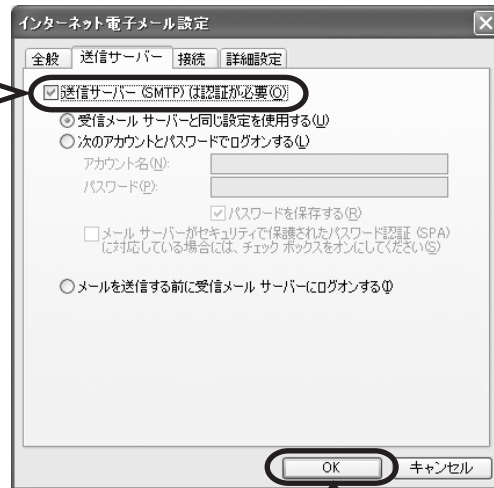 インターネット電子メール設定
全般 送信サーバー 接続 詳細設定
送信サーバー (SMTP) は認証が必要(O)
受信メール サーバーと同じ設定を使用する(U)
次のアカウントとパスワードでログオンする(L)
アカウント名(N):
パスワード(P):
パスワードを保存する(R)
メール サーバーがセキュリティで保護されたパスワード認証 (SPA)
に対応している場合には、チェック ボックスをオンにしてください(S)
メールを送信する前に受信メール サーバーにログオンする(I)
OK キャンセル